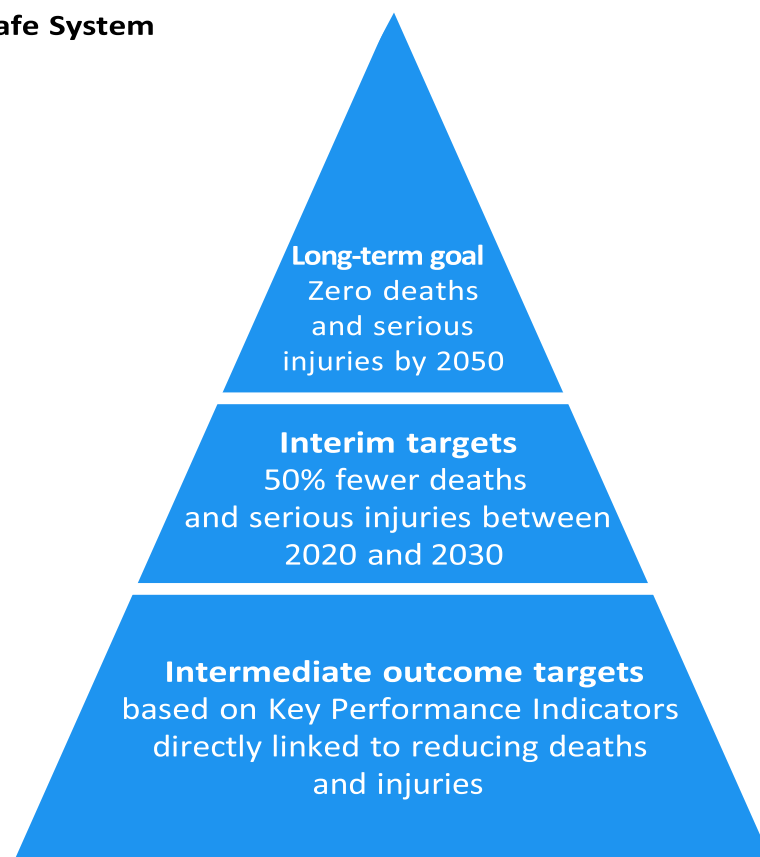 afe System
Long-term goal
Zero deaths
and serious
injuries by 2050
Interim targets
50% fewer deaths
and serious injuries between
2020 and 2030
Intermediate outcome targets
based on Key Performance Indicators
directly linked to reducing deaths
and injuries